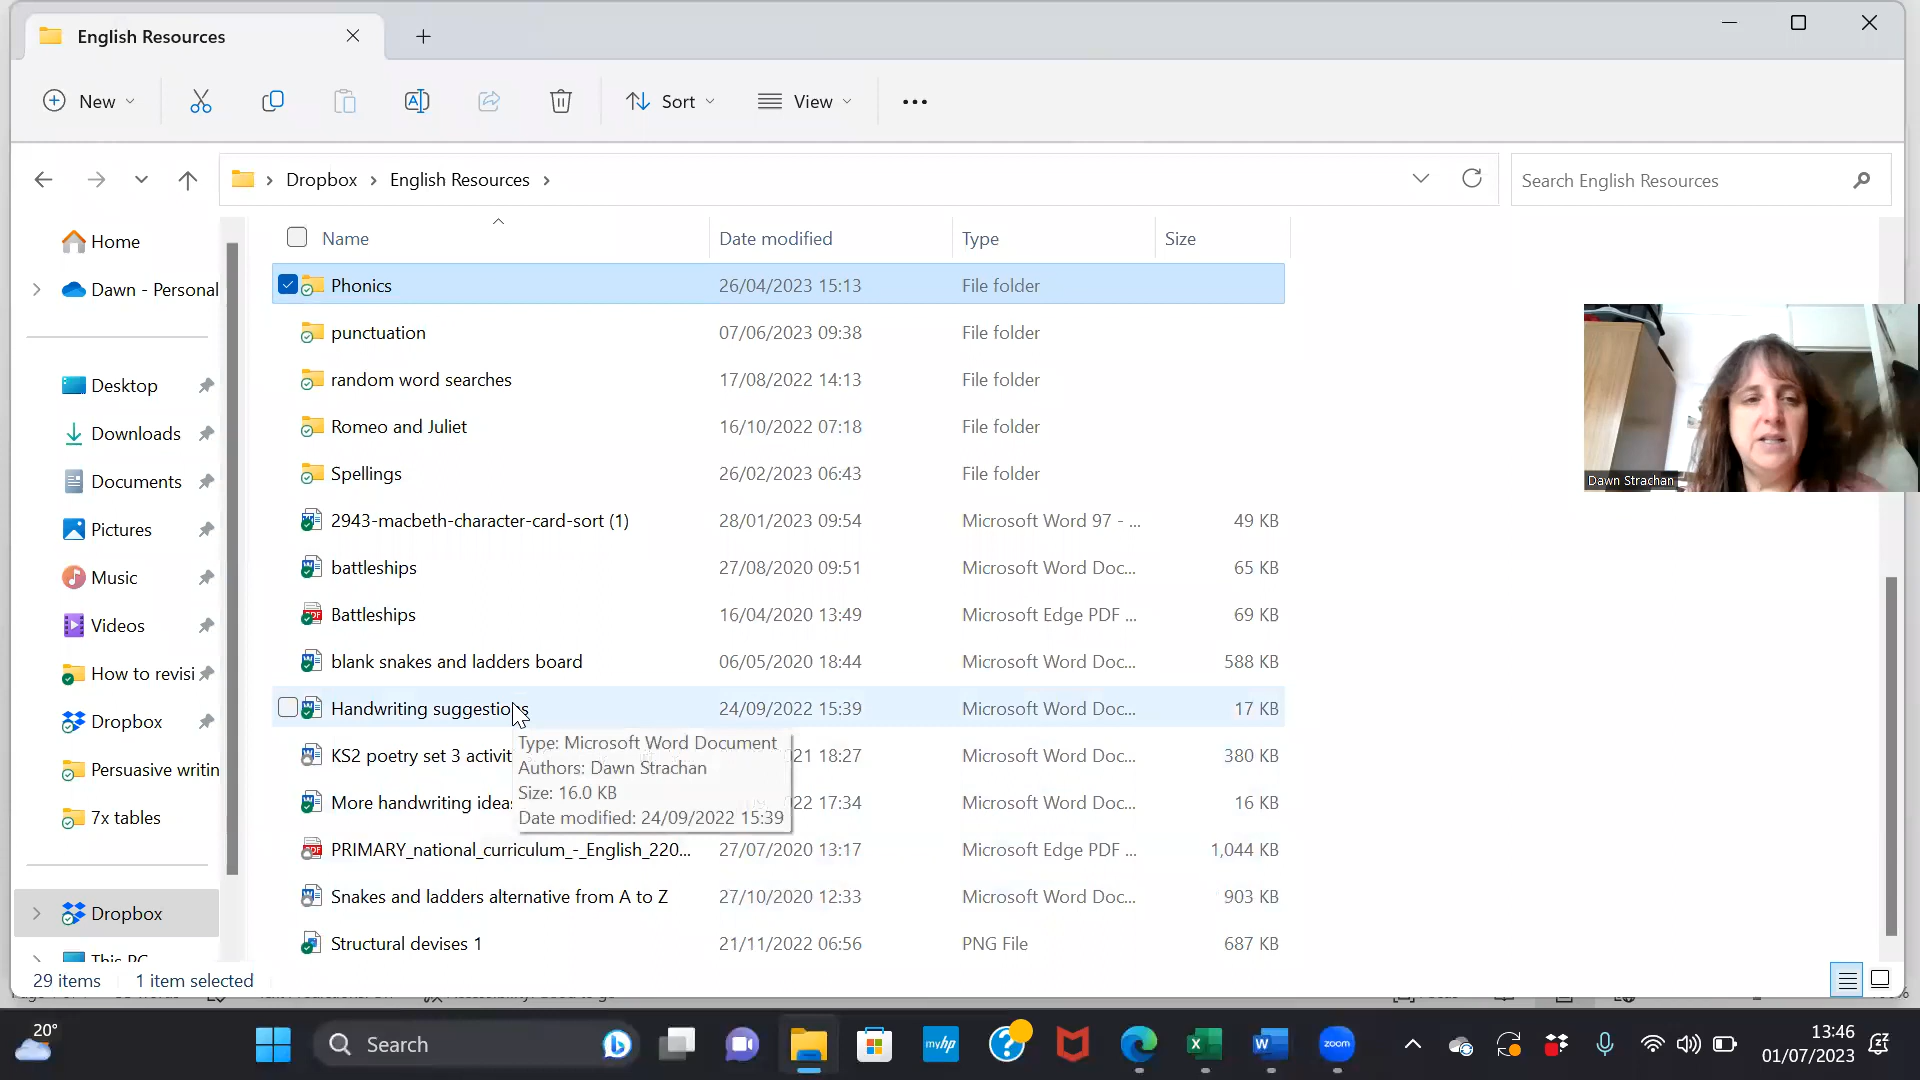 English Resources
New
Sort
View
Dropbox
English Resources
Search English Resources
Home
Dawn - Personal
Desktop
Downloads
Documents
Pictures
Music
Videos
How to revisi
Dropbox
Persuasive writin
7x tables
Dropbox
This PC
Name Date modified Type Size
Phonics 26/04/2023 15:13 File folder
punctuation 07/06/2023 09:38 File folder
random word searches 17/08/2022 14:13 File folder
Romeo and Juliet 16/10/2022 07:18 File folder
Spellings 26/02/2023 06:43 File folder
2943-macbeth-character-card-sort (1) 28/01/2023 09:54 Microsoft Word 97 - ... 49 KB
battleships 27/08/2020 09:51 Microsoft Word Doc... 65 KB
Battleships 16/04/2020 13:49 Microsoft Edge PDF ... 69 KB
blank snakes and ladders board 06/05/2020 18:44 Microsoft Word Doc... 588 KB
Handwriting suggestions 24/09/2022 15:39 Microsoft Word Doc... 17 KB
KS2 poetry set 3 activit 21 18:27 Microsoft Word Doc... 380 KB
More handwriting ideas 22 17:34 Microsoft Word Doc... 16 KB
Type: Microsoft Word Document
Authors: Dawn Strachan
Size: 16.0 KB
Date modified: 24/09/2022 15:39
PRIMARY_national_curriculum_-_English_220... 27/07/2020 13:17 Microsoft Edge PDF ... 1,044 KB
Snakes and ladders alternative from A to Z 27/10/2020 12:33 Microsoft Word Doc... 903 KB
Structural devises 1 21/11/2022 06:56 PNG File 687 KB
Dawn Strachan
29 items 1 item selected
20°
Search
myhp
zoom
13:46
01/07/2023